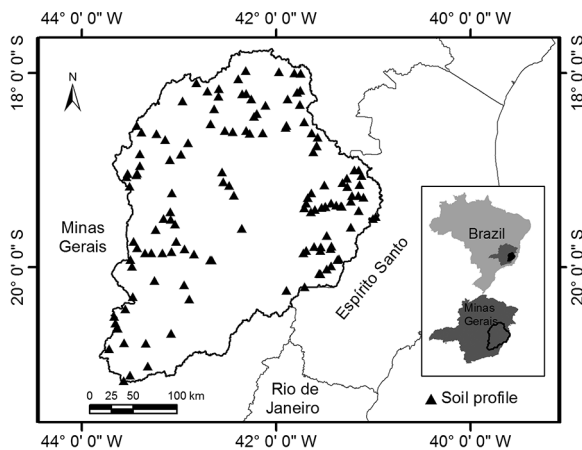 44° 0' 0" W
42° 0' 0" W
40° 0' 0" W
18° 0' 0" S
18° 0' 0" S
N
Minas
Gerais
Espírito Santo
Brazil
Minas
Gerais
20° 0' 0" S
20° 0' 0" S
0 25 50 100 km
Rio de
Janeiro
Soil profile
44° 0' 0" W
42° 0' 0" W
40° 0' 0" W